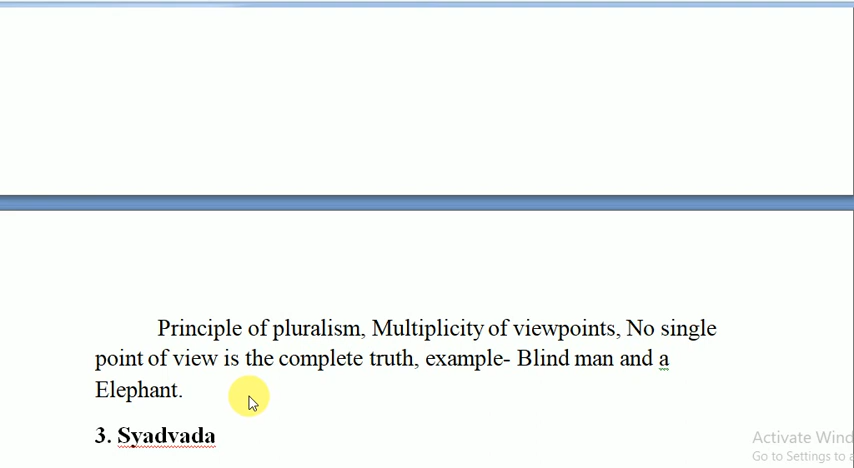 Principle of pluralism, Multiplicity of viewpoints, No single
point of view is the complete truth, example- Blind man and a
Elephant.
3. Syadvada
Activate Wind
Go to Settings to a